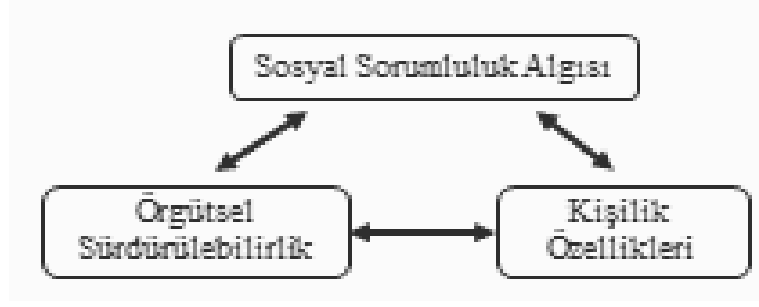 Sosyal Sorumluluk Algısı
Örgütsel
Sürdürülebilirlik
Kişilik
Özellikleri